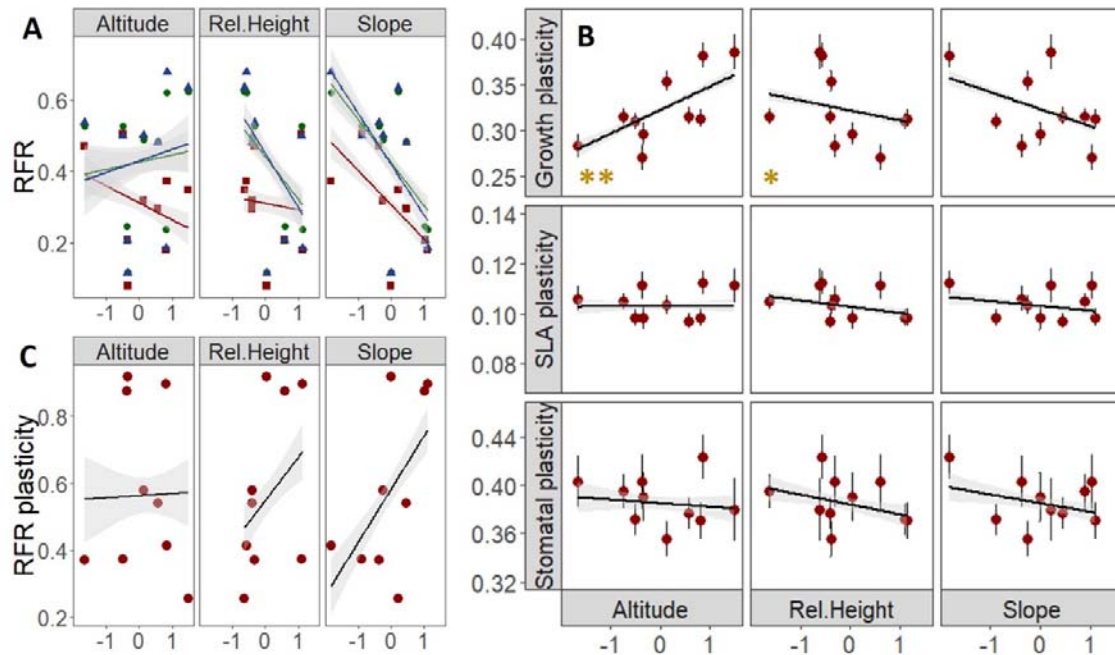 A
Altitude Rel.Height Slope
RFR
0.6
0.4
0.2
-1 0 1 -1 0 1 -1 0 1
C
Altitude Rel.Height Slope
RFR plasticity
0.8
0.6
0.4
0.2
-1 0 1 -1 0 1 -1 0 1
B
Growth plasticity
0.40
0.35
0.30
0.25
** *
SLA plasticity
0.14
0.12
0.10
0.08
Stomatal plasticity
0.44
0.40
0.36
0.32
Altitude Rel.Height Slope
-1 0 1 -1 0 1 -1 0 1